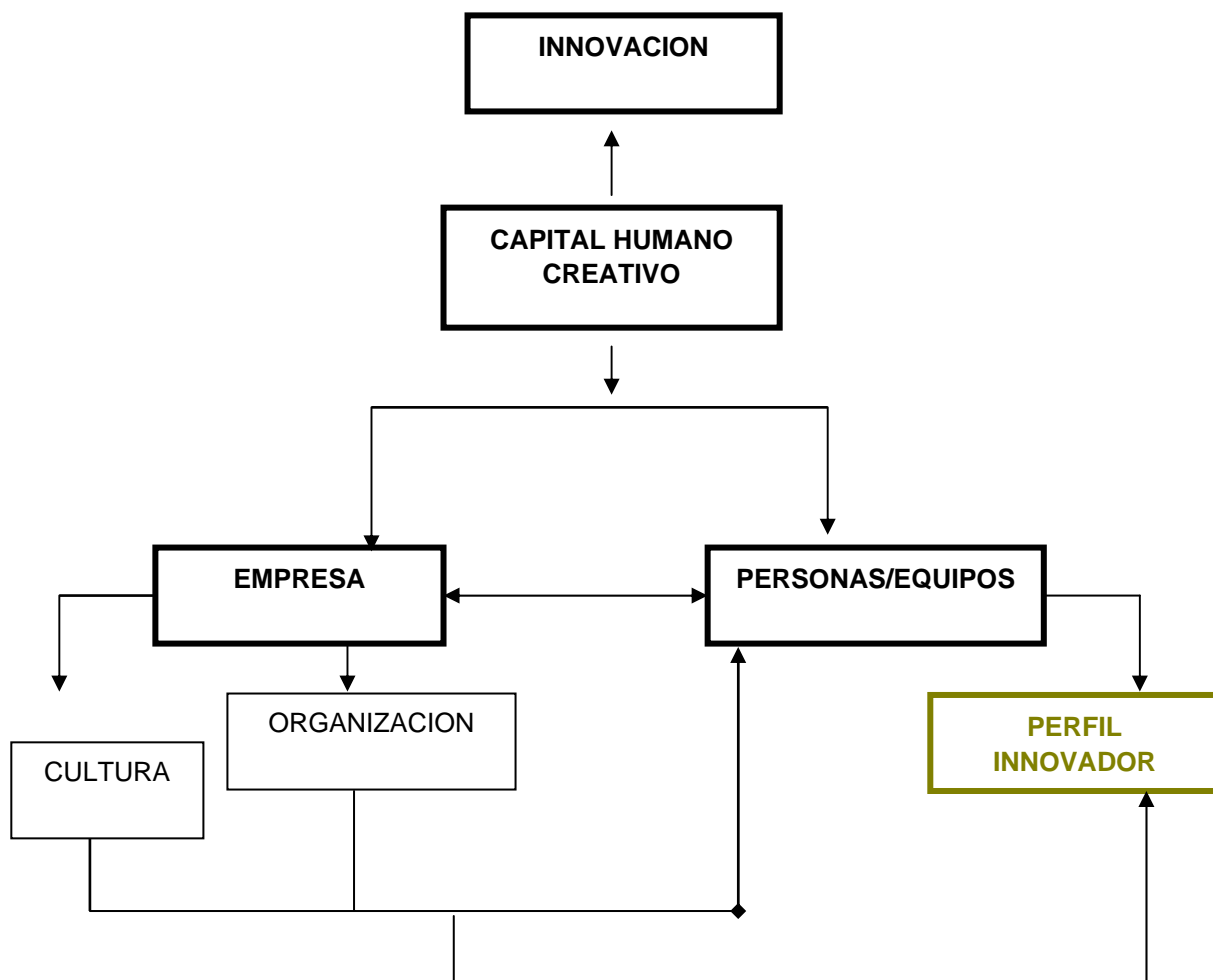 INNOVACION
CAPITAL HUMANO
CREATIVO
EMPRESA
PERSONAS/EQUIPOS
ORGANIZACION
CULTURA
PERFIL
INNOVADOR